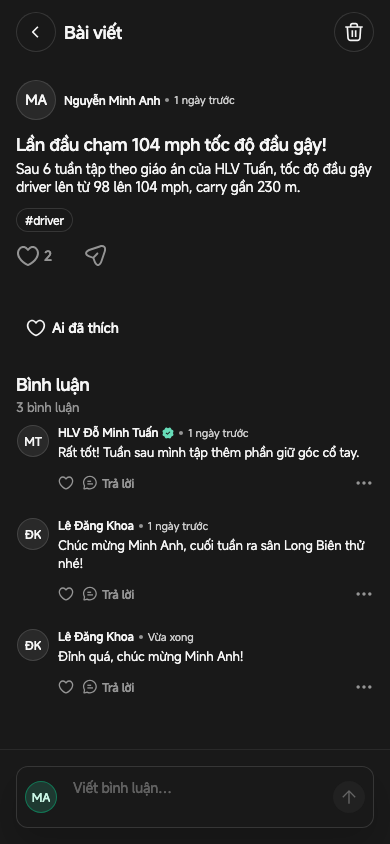 Bài viết
MA Nguyễn Minh Anh • 1 ngày trước
Lần đầu chạm 104 mph tốc độ đầu gậy!
Sau 6 tuần tập theo giáo án của HLV Tuấn, tốc độ đầu gậy
driver lên từ 98 lên 104 mph, carry gần 230 m.
#driver
2
Ai đã thích
Bình luận
3 bình luận
MT HLV Đỗ Minh Tuấn • 1 ngày trước
Rất tốt! Tuần sau mình tập thêm phần giữ góc cổ tay.
Trả lời
ĐK Lê Đăng Khoa • 1 ngày trước
Chúc mừng Minh Anh, cuối tuần ra sân Long Biên thử
nhé!
Trả lời
ĐK Lê Đăng Khoa • Vừa xong
Đỉnh quá, chúc mừng Minh Anh!
Trả lời
MA Viết bình luận...